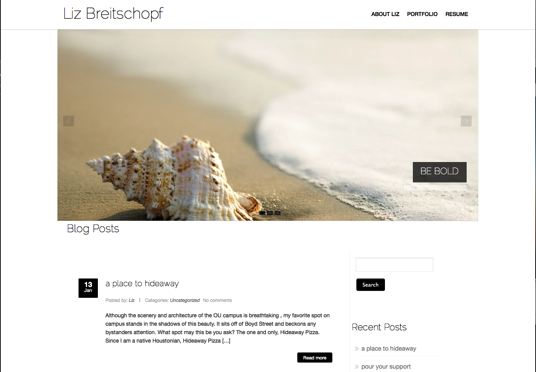 Liz Breitschopf
ABOUT LIZ PORTFOLIO RESUME
BE BOLD
Blog Posts
13
Jan
a place to hideaway
Posted by: Liz | Categories: Uncategorized No comments
Although the scenery and architecture of the OU campus is breathtaking , my favorite spot on
campus stands in the shadows of this beauty. It sits off of Boyd Street and beckons any
bystanders attention. What spot may this be you ask? The one and only, Hideaway Pizza.
Since I am a native Houstonian, Hideaway Pizza [...]
Read more
Search
Recent Posts
a place to hideaway
pour your support